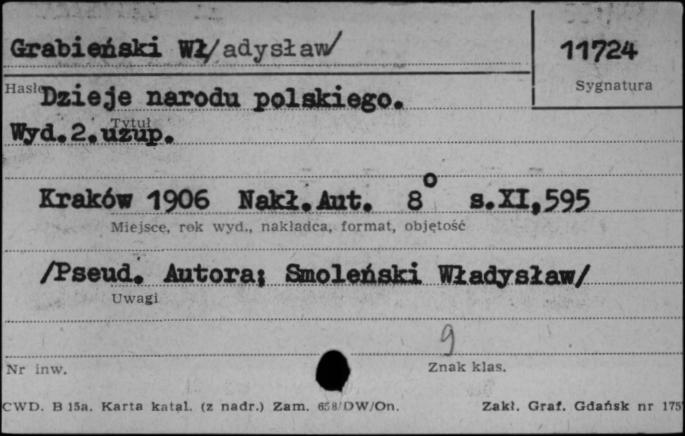 Grabieński Wł/adysław/
11724
Hasło
Sygnatura
Dzieje narodu polskiego.
Tytuł
Wyd.2.uzup.
Kraków 1906 Nakł.Aut. 8° s.XI,595
Miejsce, rok wyd., nakładca, format, objętość
/Pseud. Autora; Smoleński Władysław/
Uwagi
9
Nr inw.
Znak klas.
CWD. B 15a. Karta katal. (z nadr.) Zam. 658/DW/On.
Zakł. Graf. Gdańsk nr 175